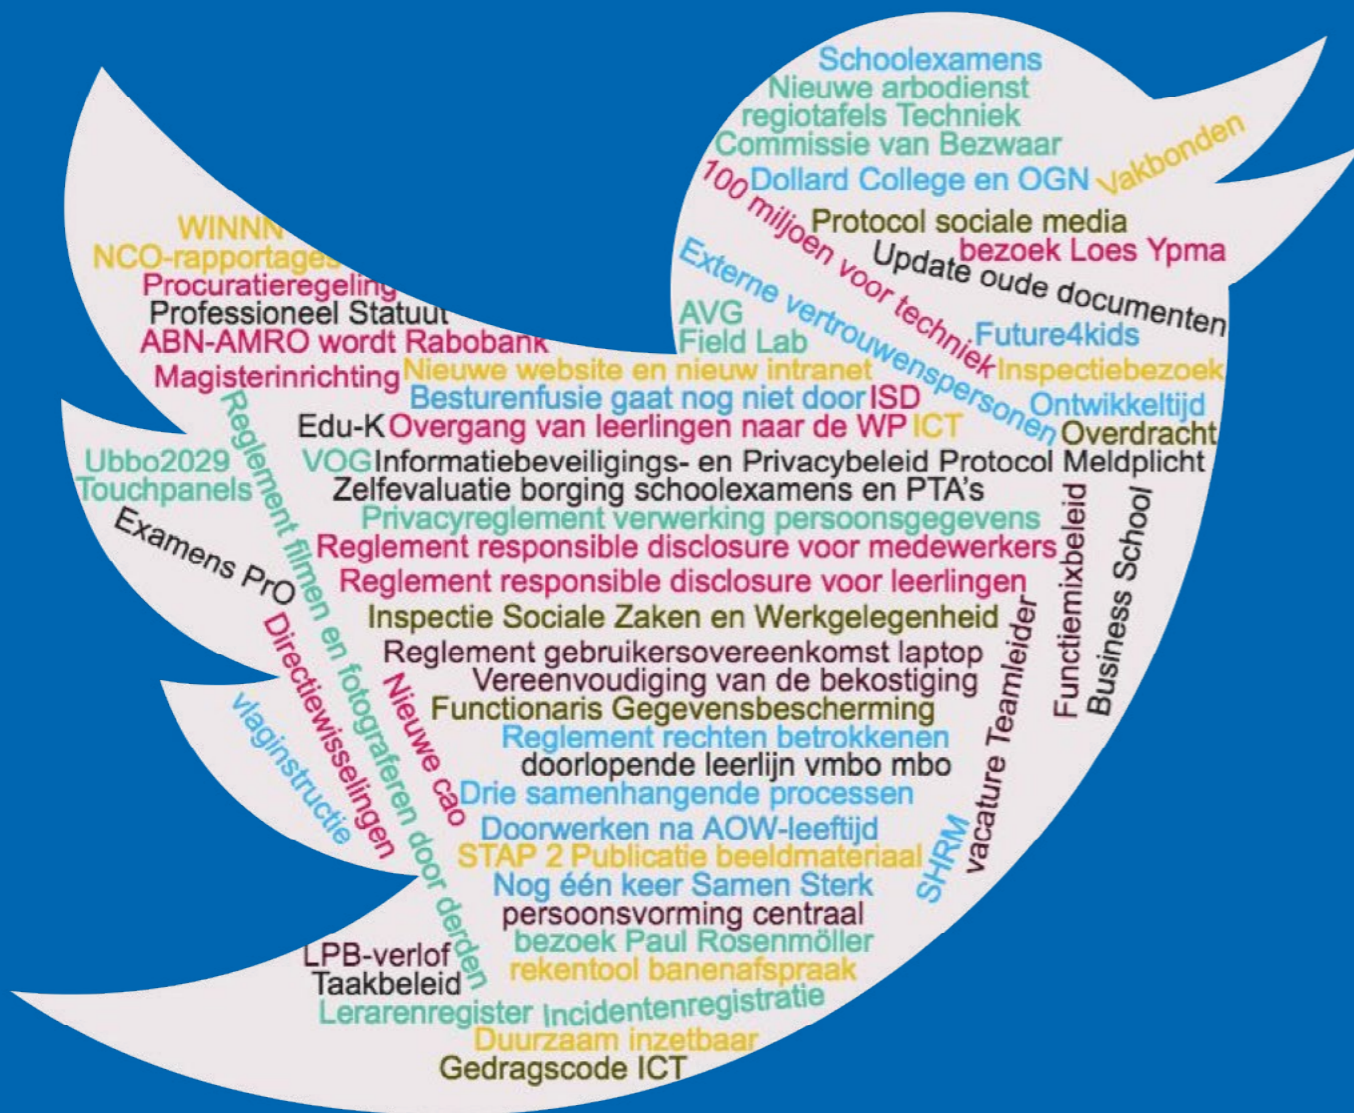 Schoolexamens
Nieuwe arbodienst
regiotafels Techniek
Commissie van Bezwaar
Vakbonden
100 miljoen voor techniek
Dollard College en OGN
Protocol sociale media
bezoek Loes Ypma
Update oude documenten
Externe vertrouwenspersonen
WINNN
NCO-rapportages
Procuratieregeling
Professioneel Statuut
ABN-AMRO wordt Rabobank
AVG
Field Lab
Future4kids
Magisterinrichting
Nieuwe website en nieuw intranet
Inspectiebezoek
Besturenfusie gaat nog niet door
ISD
Ontwikkeltijd
Edu-K
Overgang van leerlingen naar de WP
ICT
Overdracht
Reglement filmen en fotograferen door derden
Ubbo2029
Touchpanels
VOG
Informatiebeveiligings- en Privacybeleid Protocol Meldplicht
Zelfevaluatie borging schoolexamens en PTA's
Examens PrO
Privacyreglement verwerking persoonsgegevens
Reglement responsible disclosure voor medewerkers
Reglement responsible disclosure voor leerlingen
Functiemixbeleid
Business School
Inspectie Sociale Zaken en Werkgelegenheid
Reglement gebruikersovereenkomst laptop
Vereenvoudiging van de bekostiging
vacature Teamleider
Directiewisselingen
vlaginstructie
Nieuwe cao
Functionaris Gegevensbescherming
Reglement rechten betrokkenen
doorlopende leerlijn vmbo mbo
Drie samenhangende processen
Doorwerken na AOW-leeftijd
SHRM
STAP 2 Publicatie beeldmateriaal
Nog één keer Samen Sterk
persoonsvorming centraal
bezoek Paul Rosenmöller
LPB-verlof
rekentool banenafspraak
Taakbeleid
Lerarenregister
Incidentenregistratie
Duurzaam inzetbaar
Gedragscode ICT